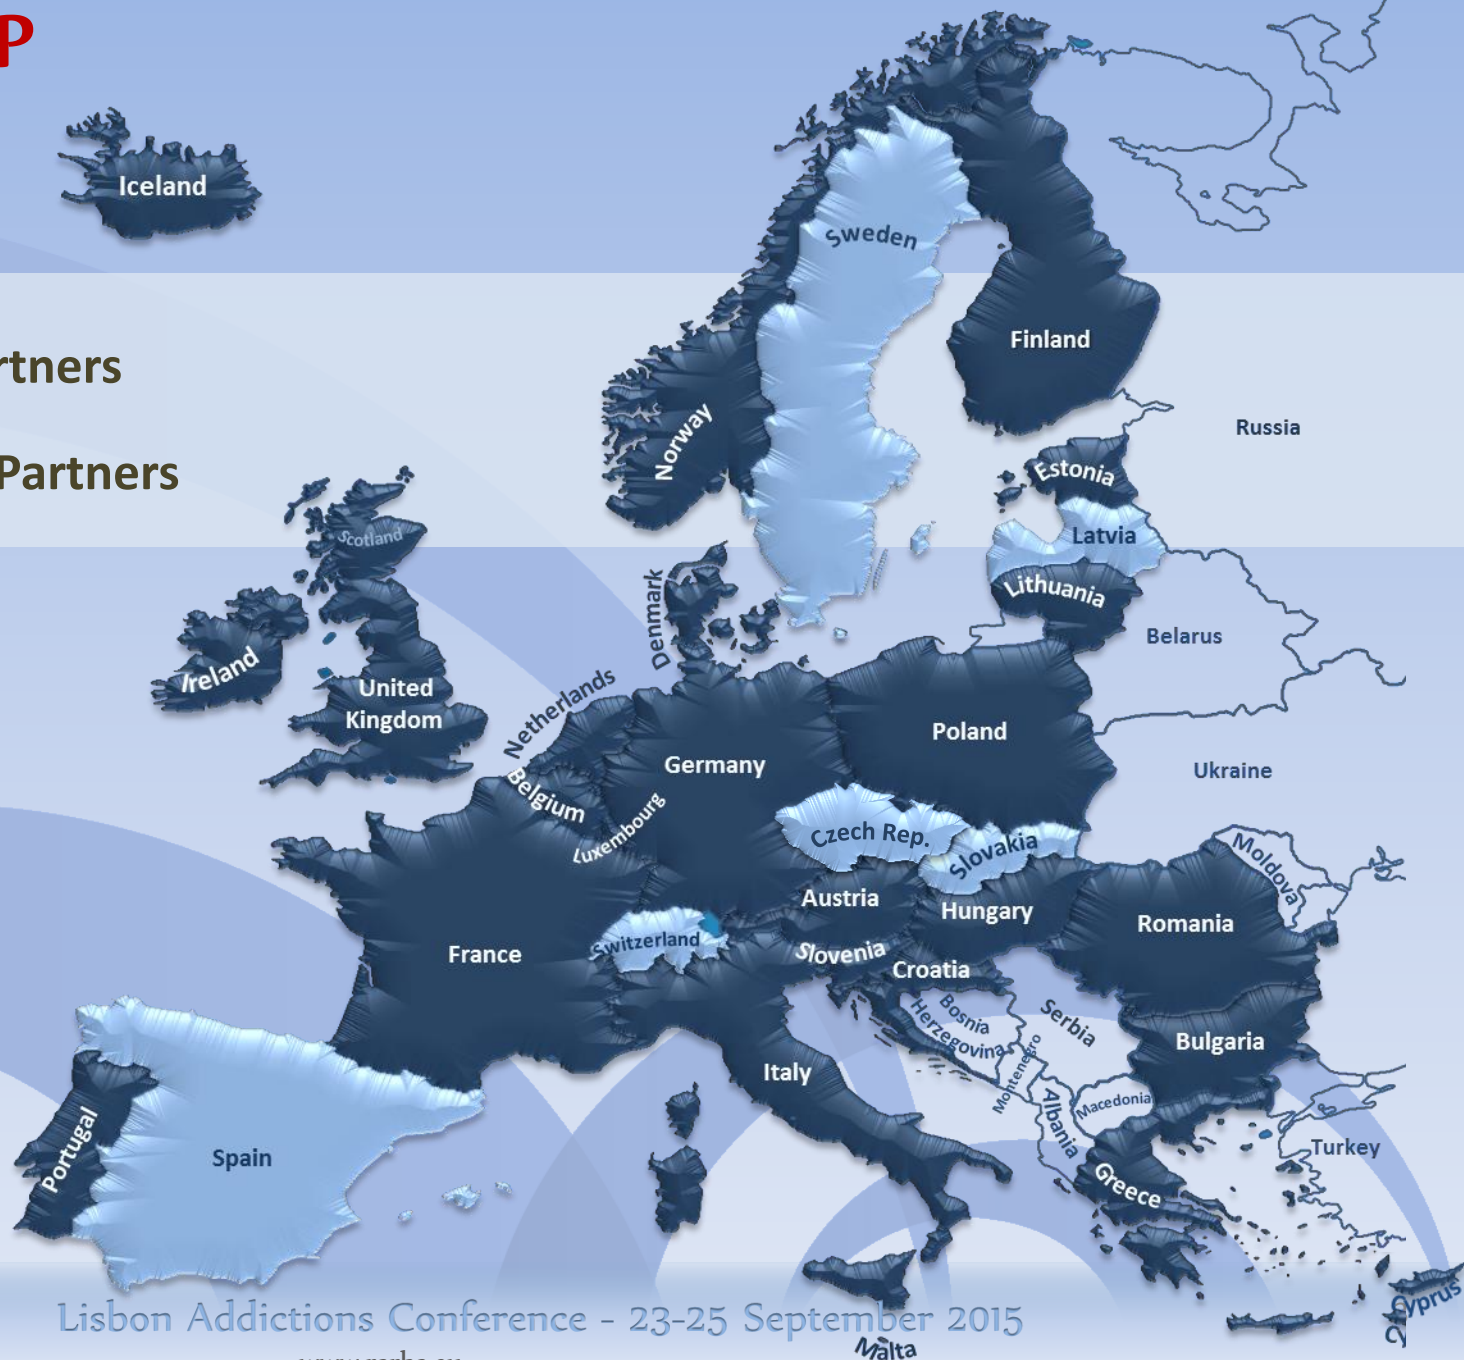 P
Iceland
Sweden
Finland
rtners
Russia
Norway
Partners
Estonia
Scotland
Latvia
Lithuania
Denmark
Belarus
Ireland
United
Kingdom
Netherlands
Poland
Germany
Ukraine
Belgium
Luxembourg
Czech Rep.
Slovakia
Moldova
Austria
Hungary
Romania
France
Switzerland
Slovenia
Croatia
Bosnia
Herzegovina
Serbia
Bulgaria
Montenegro
Italy
Macedonia
Albania
Portugal
Spain
Turkey
Greece
Cyprus
Lisbon Addictions Conference - 23-25 September 2015
Malta